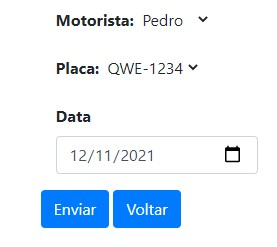 Motorista: Pedro
Placa: QWE-1234
Data
12/11/2021
Enviar Voltar